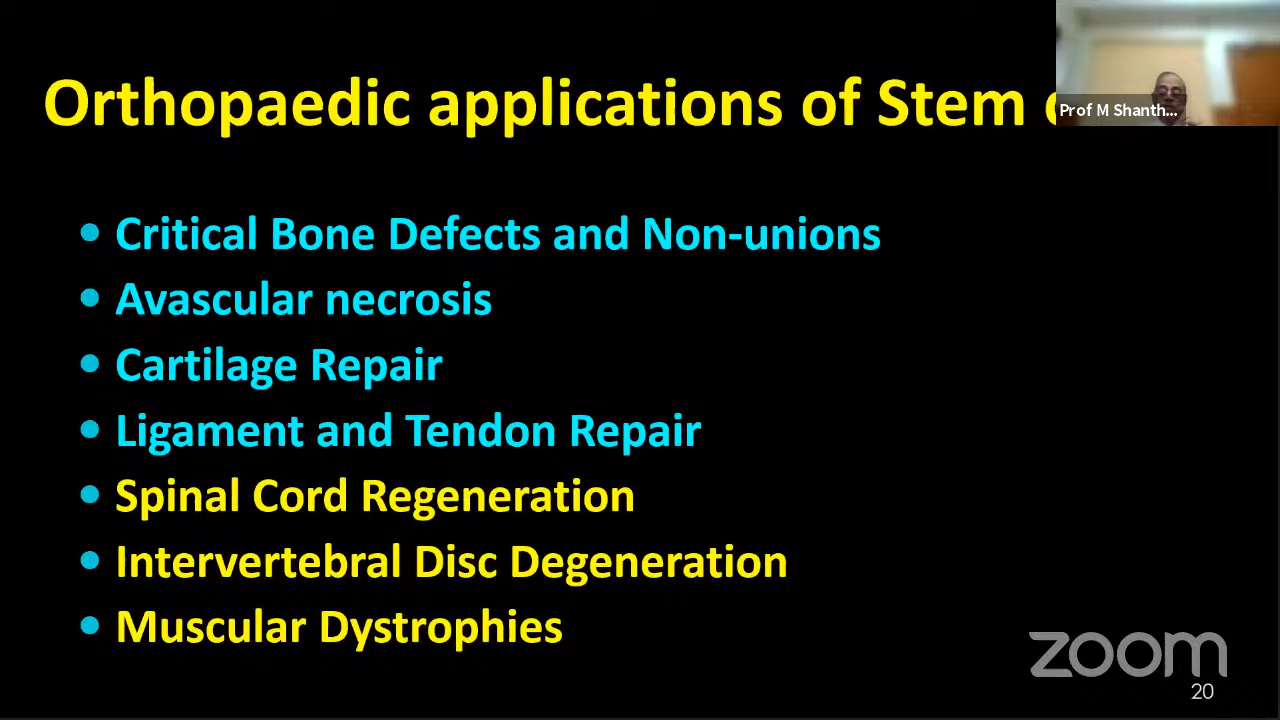 Orthopaedic applications of Stem
Prof M Shanth...
• Critical Bone Defects and Non-unions
• Avascular necrosis
• Cartilage Repair
• Ligament and Tendon Repair
• Spinal Cord Regeneration
• Intervertebral Disc Degeneration
• Muscular Dystrophies
zoom
20